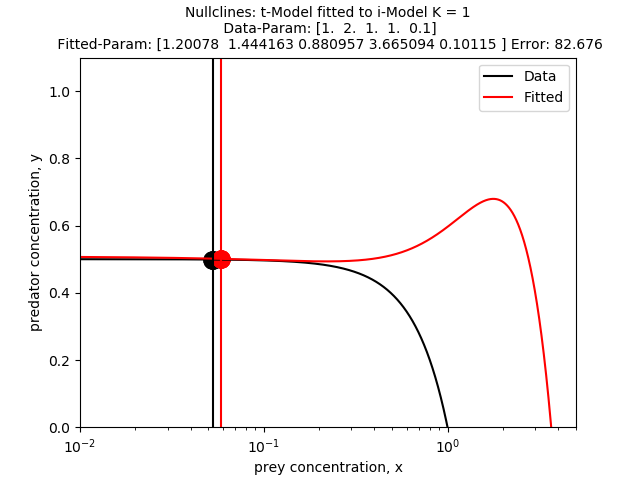 Nullclines: t-Model fitted to i-Model K = 1
Data-Param: [1. 2. 1. 1. 0.1]
Fitted-Param: [1.20078 1.444163 0.880957 3.665094 0.10115 ] Error: 82.676
Data
Fitted
predator concentration, y
1.0
0.8
0.6
0.4
0.2
0.0
10⁻²
10⁻¹
10⁰
prey concentration, x